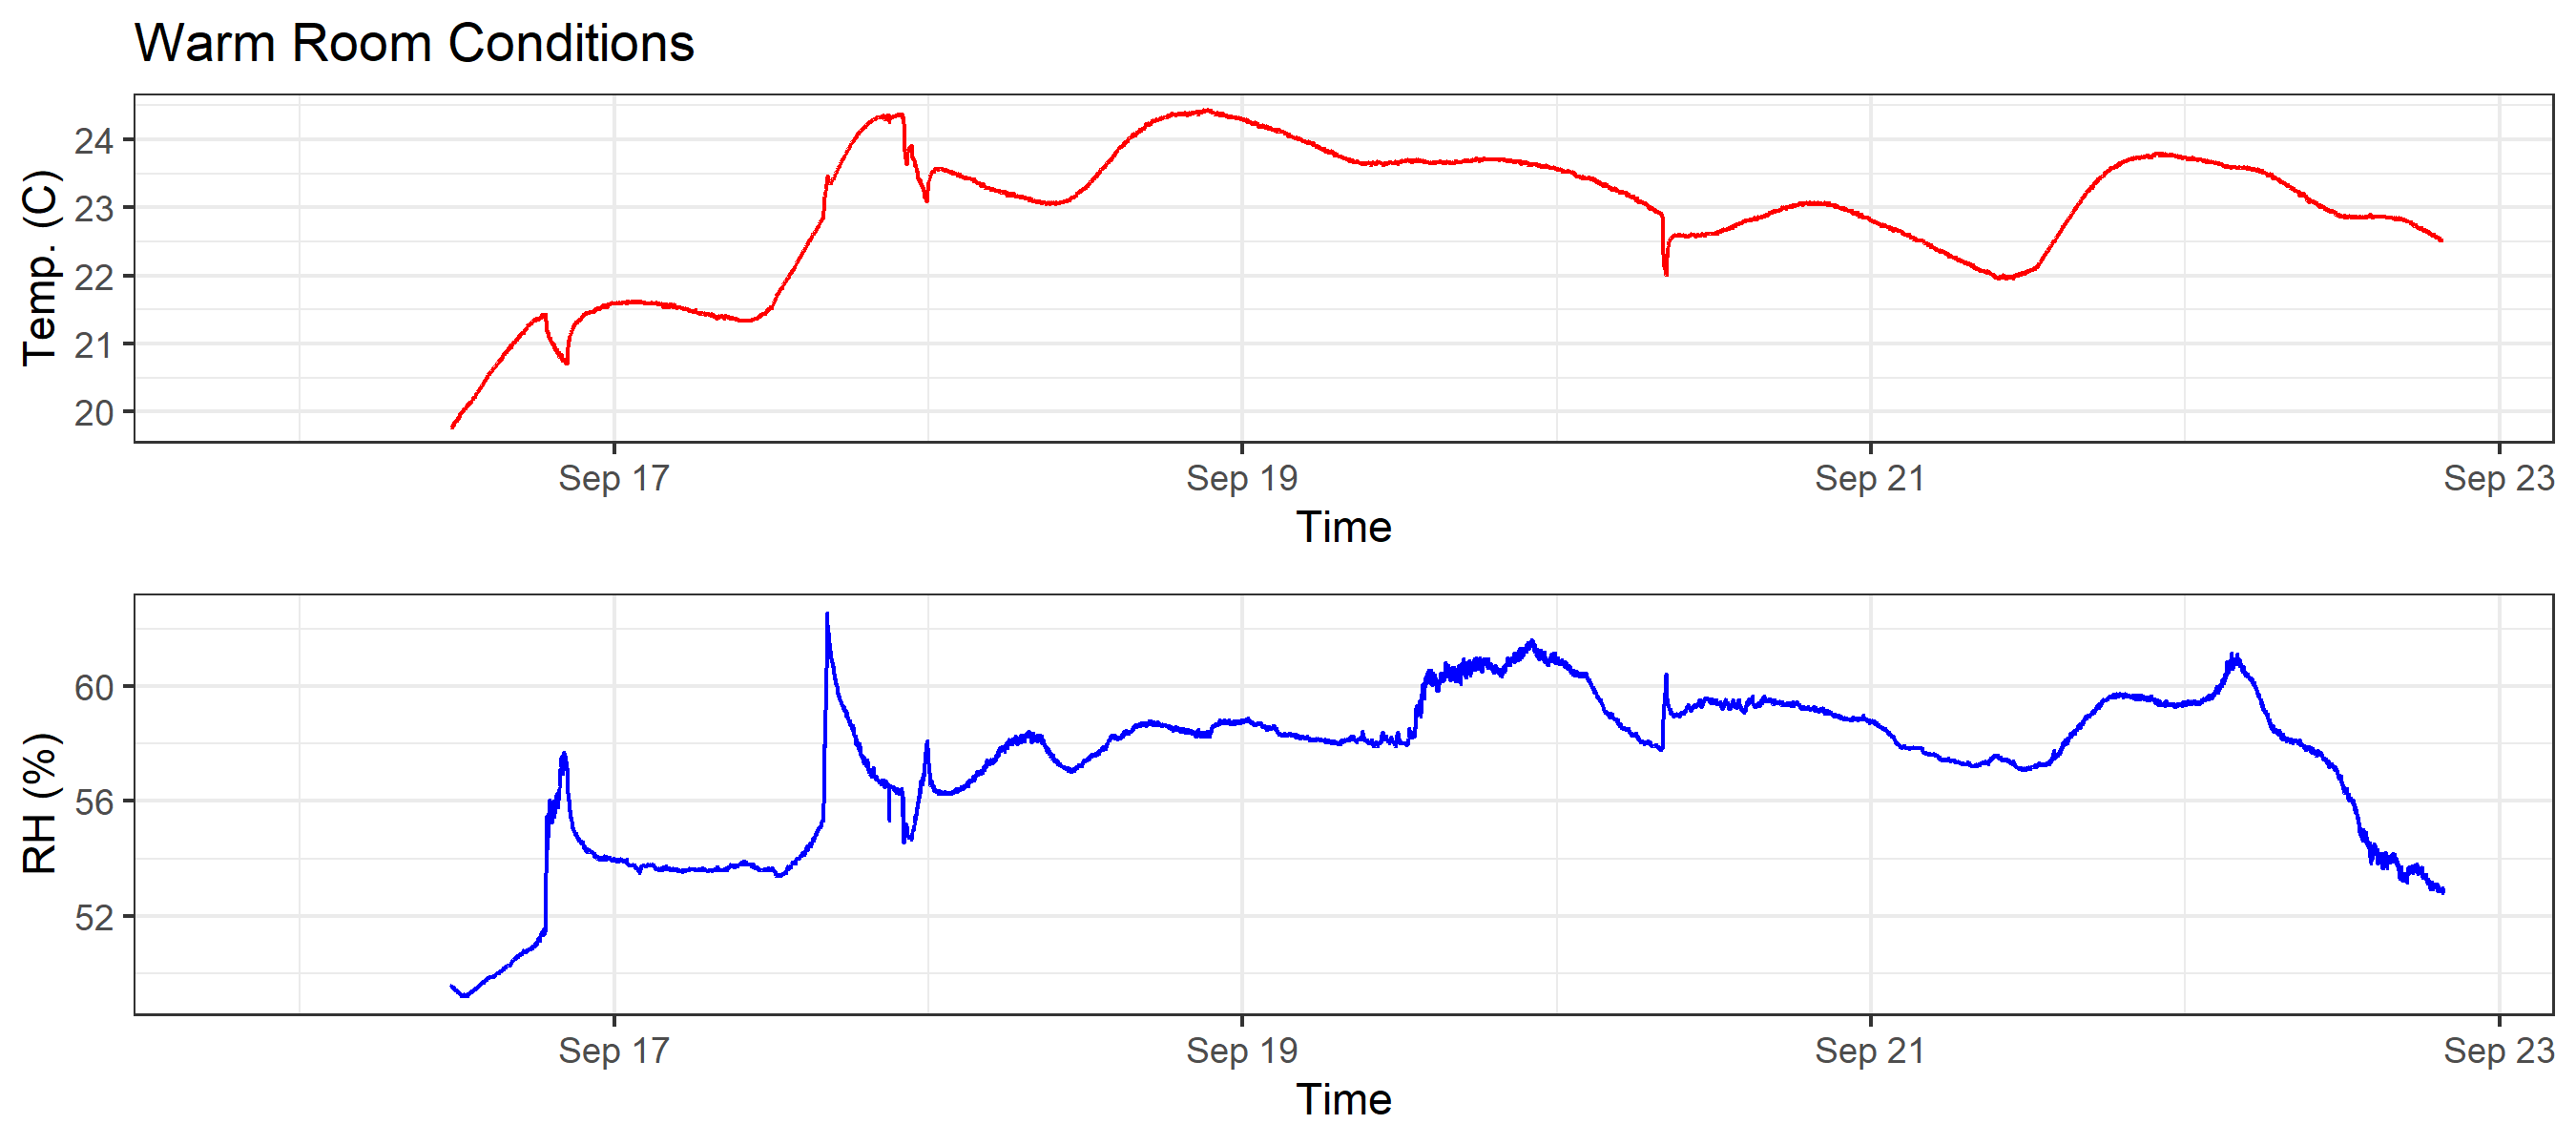 Warm Room Conditions
Temp. (C)
24
23
22
21
20
Sep 17 Sep 19 Sep 21 Sep 23
Time
RH (%)
60
56
52
Sep 17 Sep 19 Sep 21 Sep 23
Time